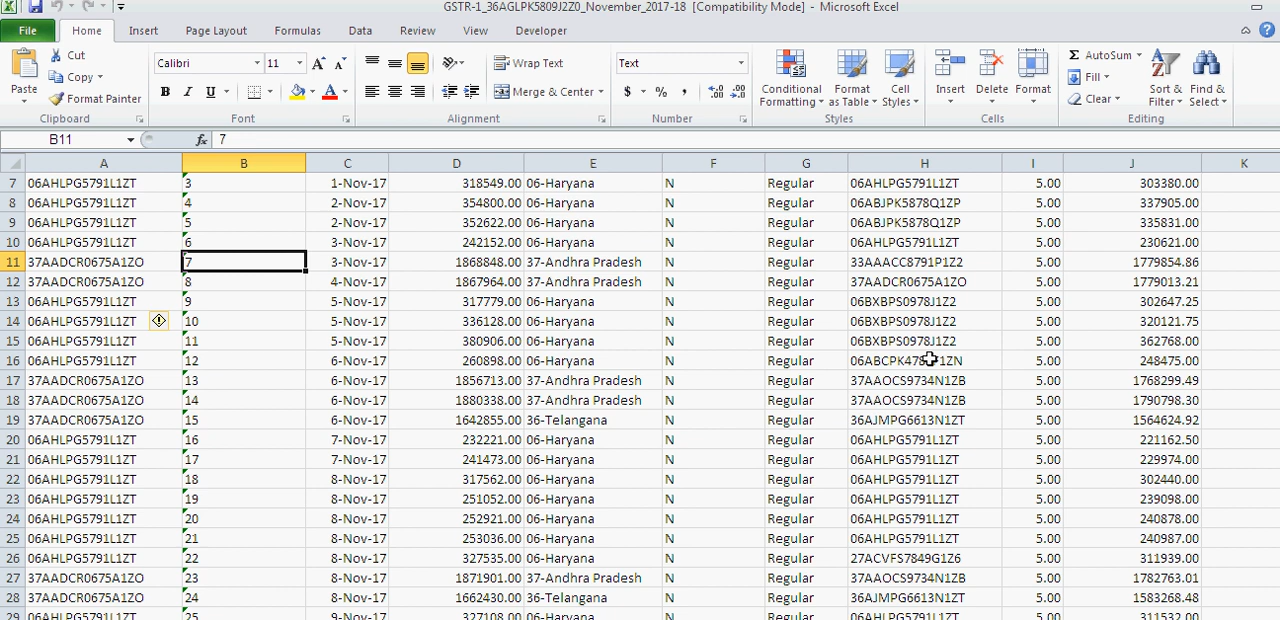 GSTR-1_36AGLPK5809J2Z0_November_2017-18 [Compatibility Mode] - Microsoft Excel
File Home Insert Page Layout Formulas Data Review View Developer
Paste Cut Copy Format Painter Clipboard
Calibri 11 B I U A Font
Wrap Text Merge & Center Alignment
Text $ % , Number
Conditional Formatting Format as Table Cell Styles Styles
Insert Delete Format Cells
Σ AutoSum Fill Clear Sort & Filter Find & Select Editing
B11 fx 7
A B C D E F G H I J K
7 06AHLPG5791L1ZT 3 1-Nov-17 318549.00 06-Haryana N Regular 06AHLPG5791L1ZT 5.00 303380.00
8 06AHLPG5791L1ZT 4 2-Nov-17 354800.00 06-Haryana N Regular 06ABJPK5878Q1ZP 5.00 337905.00
9 06AHLPG5791L1ZT 5 2-Nov-17 352622.00 06-Haryana N Regular 06ABJPK5878Q1ZP 5.00 335831.00
10 06AHLPG5791L1ZT 6 3-Nov-17 242152.00 06-Haryana N Regular 06AHLPG5791L1ZT 5.00 230621.00
11 37AADCR0675A1ZO 7 3-Nov-17 1868848.00 37-Andhra Pradesh N Regular 33AAACC8791P1Z2 5.00 1779854.86
12 37AADCR0675A1ZO 8 4-Nov-17 1867964.00 37-Andhra Pradesh N Regular 37AADCR0675A1ZO 5.00 1779013.21
13 06AHLPG5791L1ZT 9 5-Nov-17 317779.00 06-Haryana N Regular 06BXBPS0978J1Z2 5.00 302647.25
14 06AHLPG5791L1ZT 10 5-Nov-17 336128.00 06-Haryana N Regular 06BXBPS0978J1Z2 5.00 320121.75
15 06AHLPG5791L1ZT 11 5-Nov-17 380906.00 06-Haryana N Regular 06BXBPS0978J1Z2 5.00 362768.00
16 06AHLPG5791L1ZT 12 6-Nov-17 260898.00 06-Haryana N Regular 5.00 248475.00
17 37AADCR0675A1ZO 13 6-Nov-17 1856713.00 37-Andhra Pradesh N Regular 37AAOCS9734N1ZB 5.00 1768299.49
18 37AADCR0675A1ZO 14 6-Nov-17 1880338.00 37-Andhra Pradesh N Regular 37AAOCS9734N1ZB 5.00 1790798.30
19 37AADCR0675A1ZO 15 6-Nov-17 1642855.00 36-Telangana N Regular 36AJMPG6613N1ZT 5.00 1564624.92
20 06AHLPG5791L1ZT 16 7-Nov-17 232221.00 06-Haryana N Regular 06AHLPG5791L1ZT 5.00 221162.50
21 06AHLPG5791L1ZT 17 7-Nov-17 241473.00 06-Haryana N Regular 06AHLPG5791L1ZT 5.00 229974.00
22 06AHLPG5791L1ZT 18 8-Nov-17 317562.00 06-Haryana N Regular 06AHLPG5791L1ZT 5.00 302440.00
23 06AHLPG5791L1ZT 19 8-Nov-17 251052.00 06-Haryana N Regular 06AHLPG5791L1ZT 5.00 239098.00
24 06AHLPG5791L1ZT 20 8-Nov-17 252921.00 06-Haryana N Regular 06AHLPG5791L1ZT 5.00 240878.00
25 06AHLPG5791L1ZT 21 8-Nov-17 253036.00 06-Haryana N Regular 06AHLPG5791L1ZT 5.00 240987.00
26 06AHLPG5791L1ZT 22 8-Nov-17 327535.00 06-Haryana N Regular 27ACVFS7849G1Z6 5.00 311939.00
27 37AADCR0675A1ZO 23 8-Nov-17 1871901.00 37-Andhra Pradesh N Regular 37AAOCS9734N1ZB 5.00 1782763.01
28 37AADCR0675A1ZO 24 8-Nov-17 1662430.00 36-Telangana N Regular 36AJMPG6613N1ZT 5.00 1583268.48
29 06AHLPG5791L1ZT 25 9-Nov-17 327108.00 06-Haryana N Regular 06AHLPG5791L1ZT 5.00 311532.00